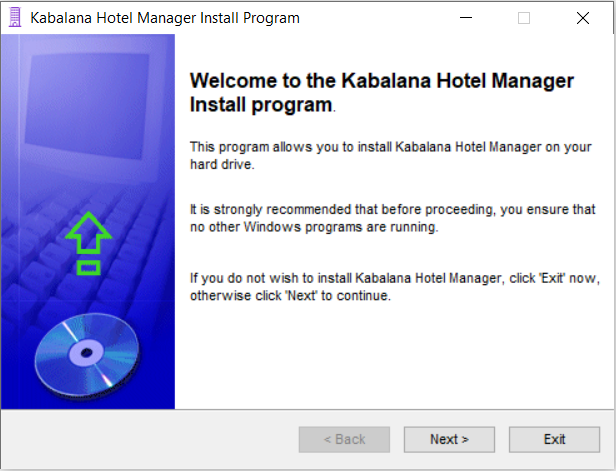 Kabalana Hotel Manager Install Program
Welcome to the Kabalana Hotel Manager
Install program.
This program allows you to install Kabalana Hotel Manager on your
hard drive.
It is strongly recommended that before proceeding, you ensure that
no other Windows programs are running.
If you do not wish to install Kabalana Hotel Manager, click 'Exit' now,
otherwise click 'Next' to continue.
< Back
Next >
Exit